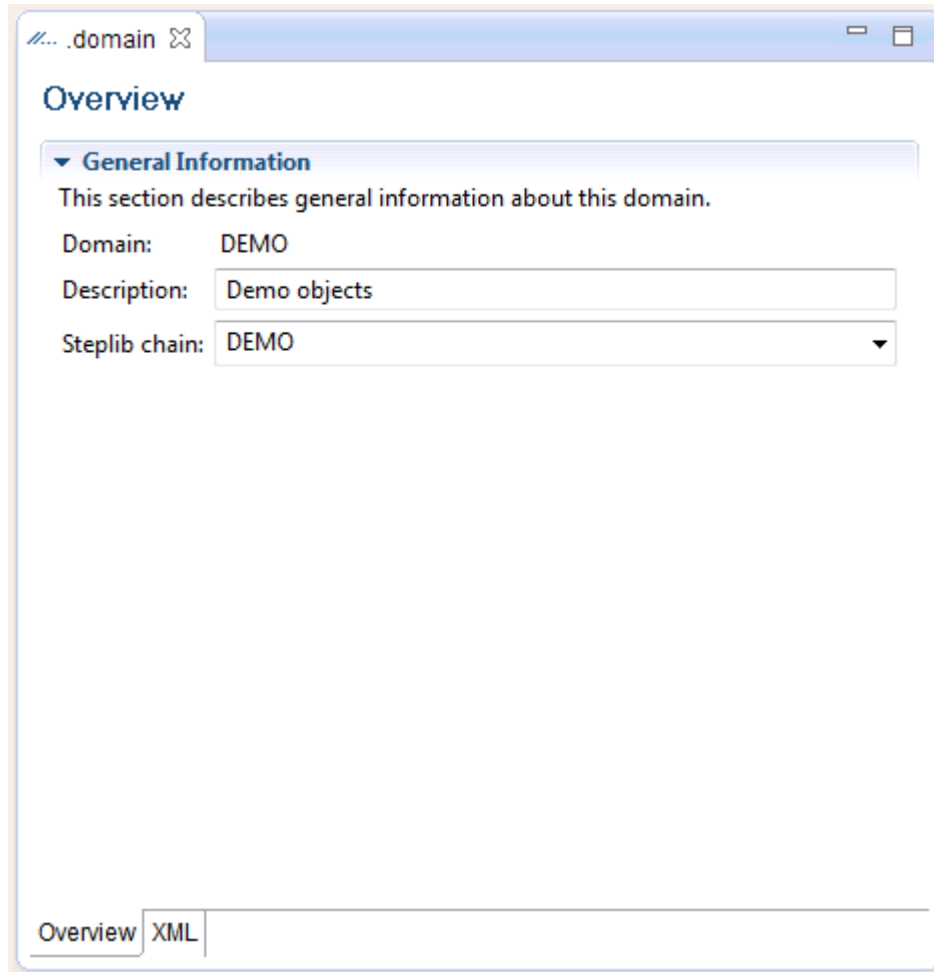 .domain
Overview
General Information
This section describes general information about this domain.
Domain: DEMO
Description: Demo objects
Steplib chain: DEMO
Overview XML